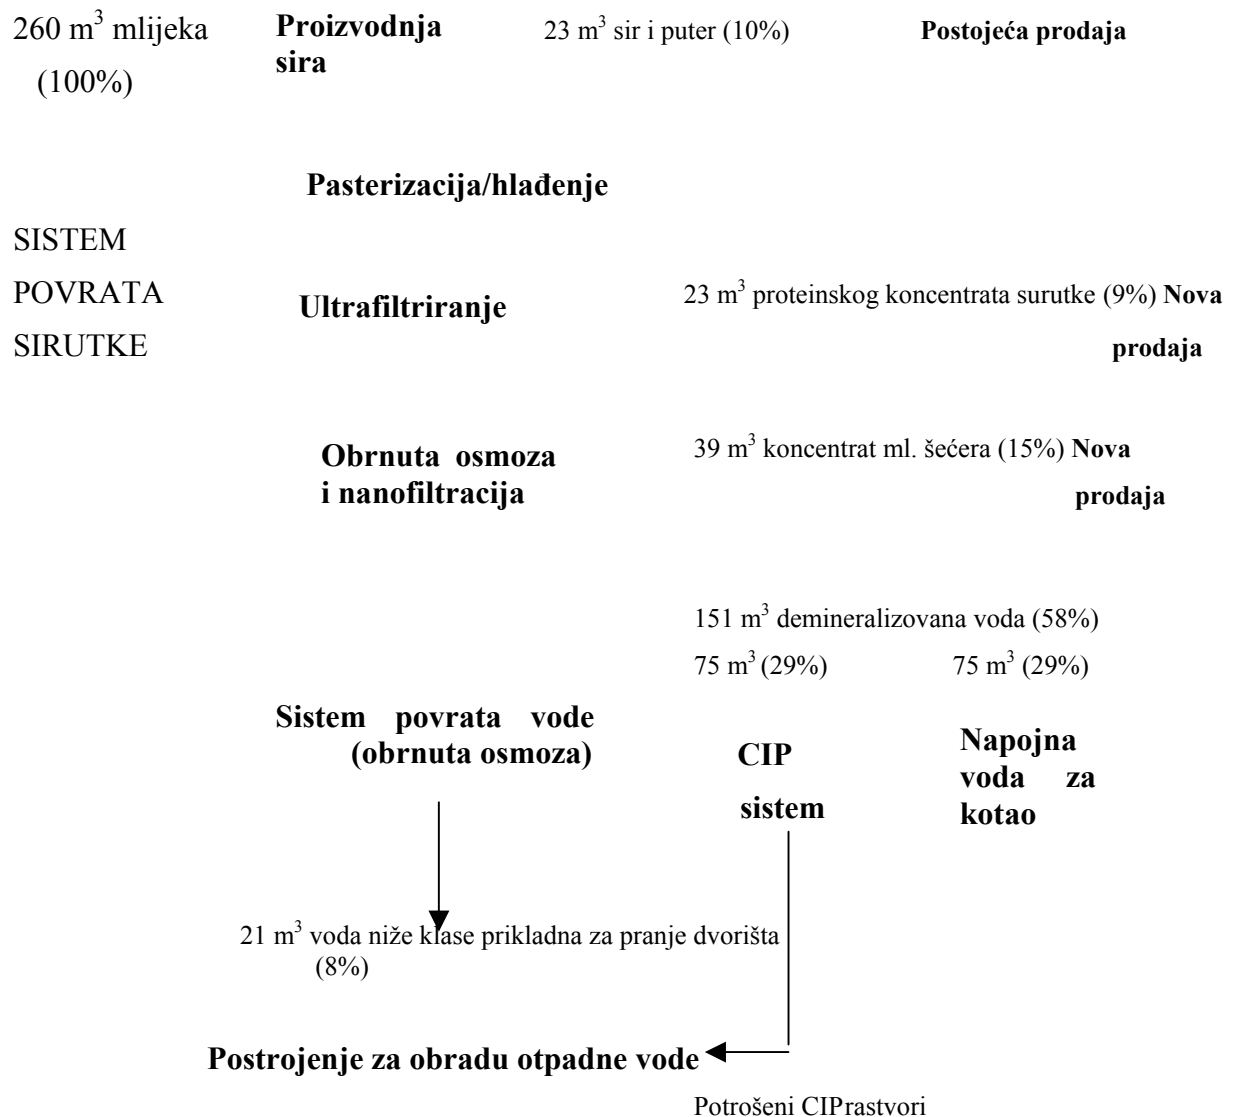 260 m³ mlijeka
(100%)
Proizvodnja
sira
23 m³ sir i puter (10%)
Postojeća prodaja
Pasterizacija/hlađenje
SISTEM
POVRATA
SIRUTKE
Ultrafiltriranje
23 m³ proteinskog koncentrata surutke (9%) Nova
prodaja
Obrnuta osmoza
i nanofiltracija
39 m³ koncentrat ml. šećera (15%) Nova
prodaja
151 m³ demineralizovana voda (58%)
75 m³ (29%)
75 m³ (29%)
Sistem povrata vode
(obrnuta osmoza)
CIP
sistem
Napojna
voda za
kotao
21 m³ voda niže klase prikladna za pranje dvorišta
(8%)
Postrojenje za obradu otpadne vode
Potrošeni CIPrastvori